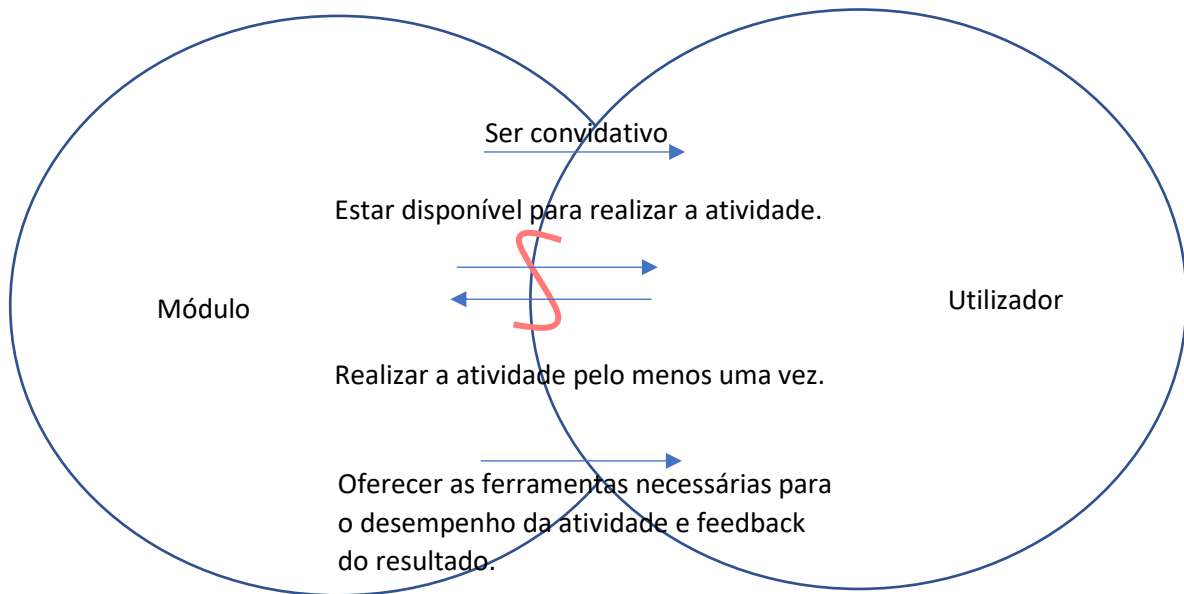 Ser convidativo
Estar disponível para realizar a atividade.
Módulo
Utilizador
Realizar a atividade pelo menos uma vez.
Oferecer as ferramentas necessárias para
o desempenho da atividade e feedback
do resultado.